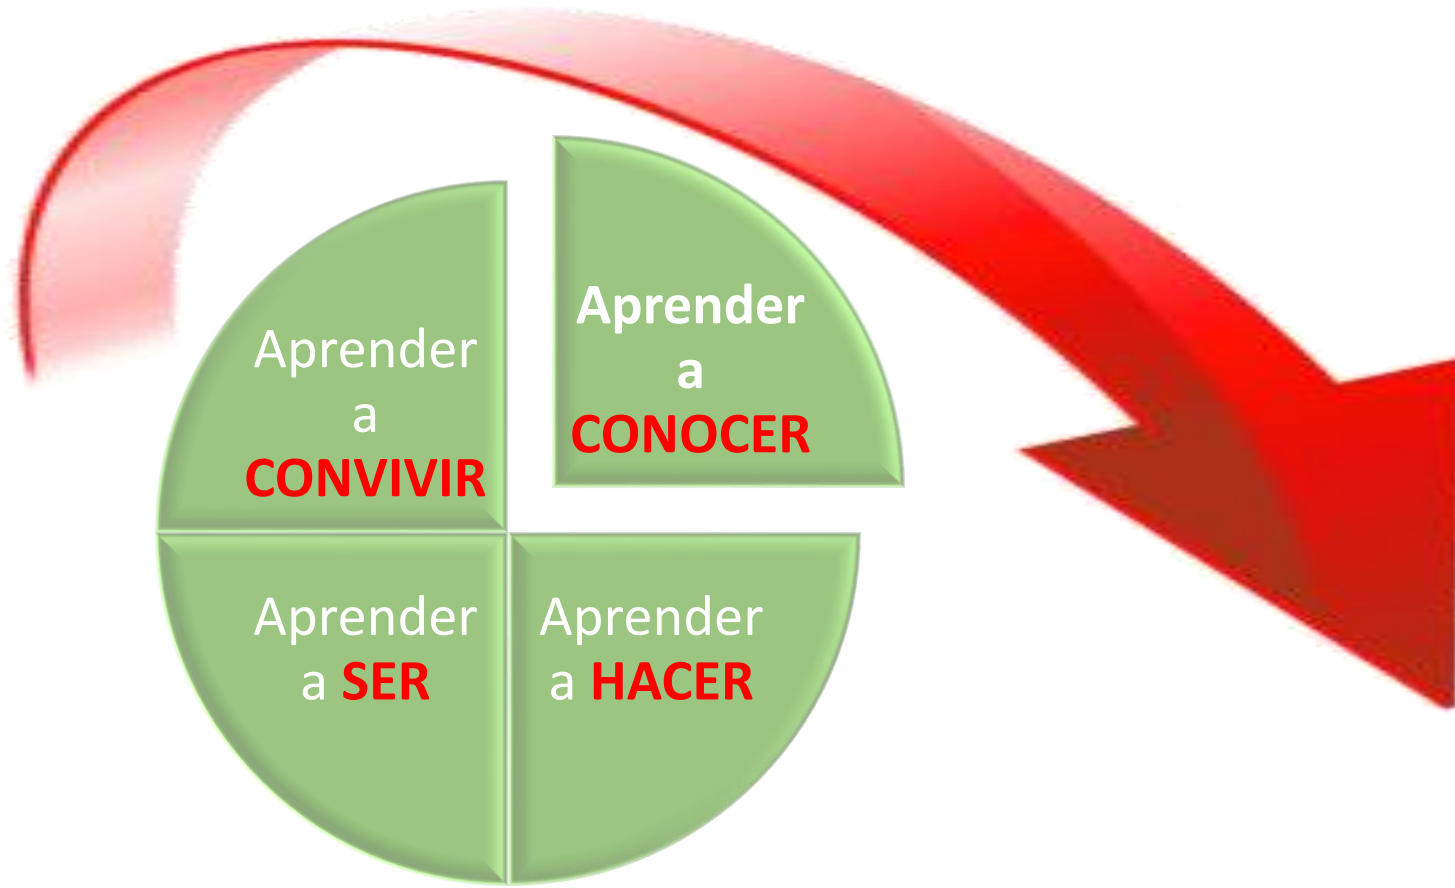 Aprender
a
CONVIVIR
Aprender
a
CONOCER
Aprender
a SER
Aprender
a HACER